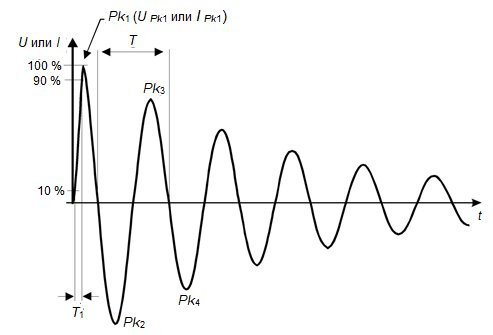 Pk1 (U Pk1 или I Pk1)
U или I
T
100 %
90 %
Pk3
10 %
t
Pk4
T1
Pk2